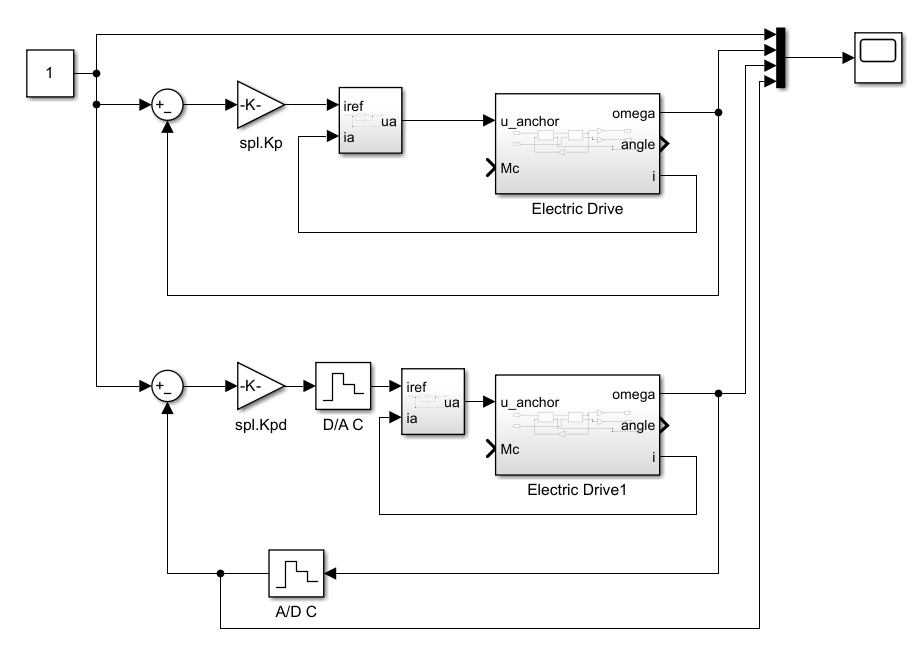 1
+
_
-K-
spl.Kp
iref
ia
ua
u_anchor
Mc
omega
angle
i
Electric Drive
+
_
-K-
spl.Kpd
D/A C
iref
ia
ua
u_anchor
Mc
omega
angle
i
Electric Drive1
A/D C